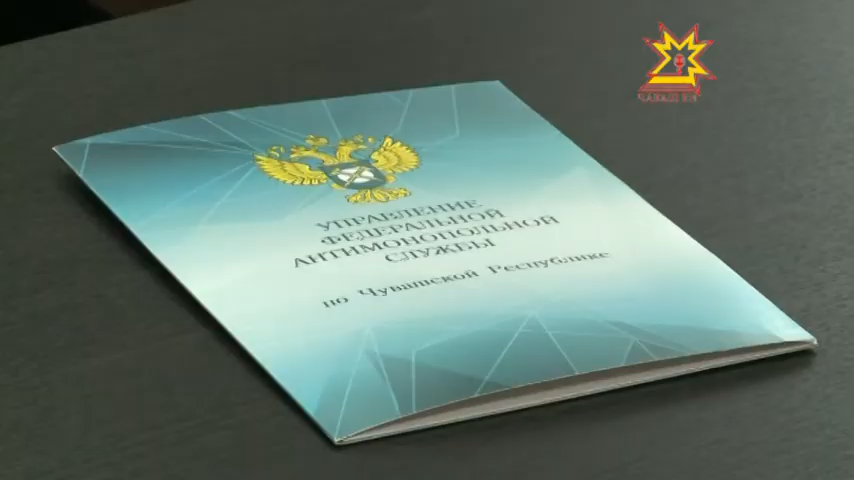 УПРАВЛЕНИЕ
ФЕДЕРАЛЬНОЙ
АНТИМОНОПОЛЬНОЙ
СЛУЖБЫ
по Чувашской Республике